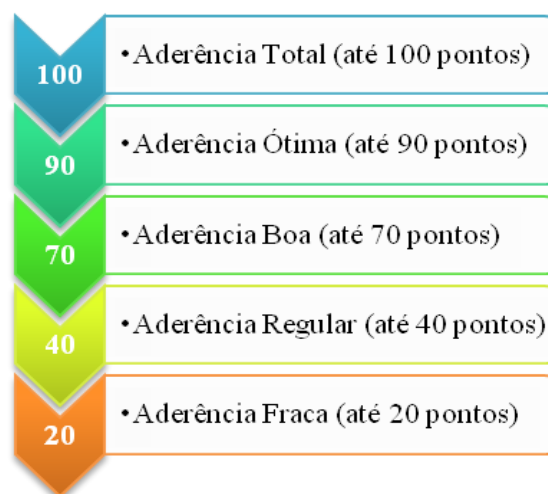 100
• Aderência Total (até 100 pontos)
90
• Aderência Ótima (até 90 pontos)
70
• Aderência Boa (até 70 pontos)
40
• Aderência Regular (até 40 pontos)
20
• Aderência Fraca (até 20 pontos)